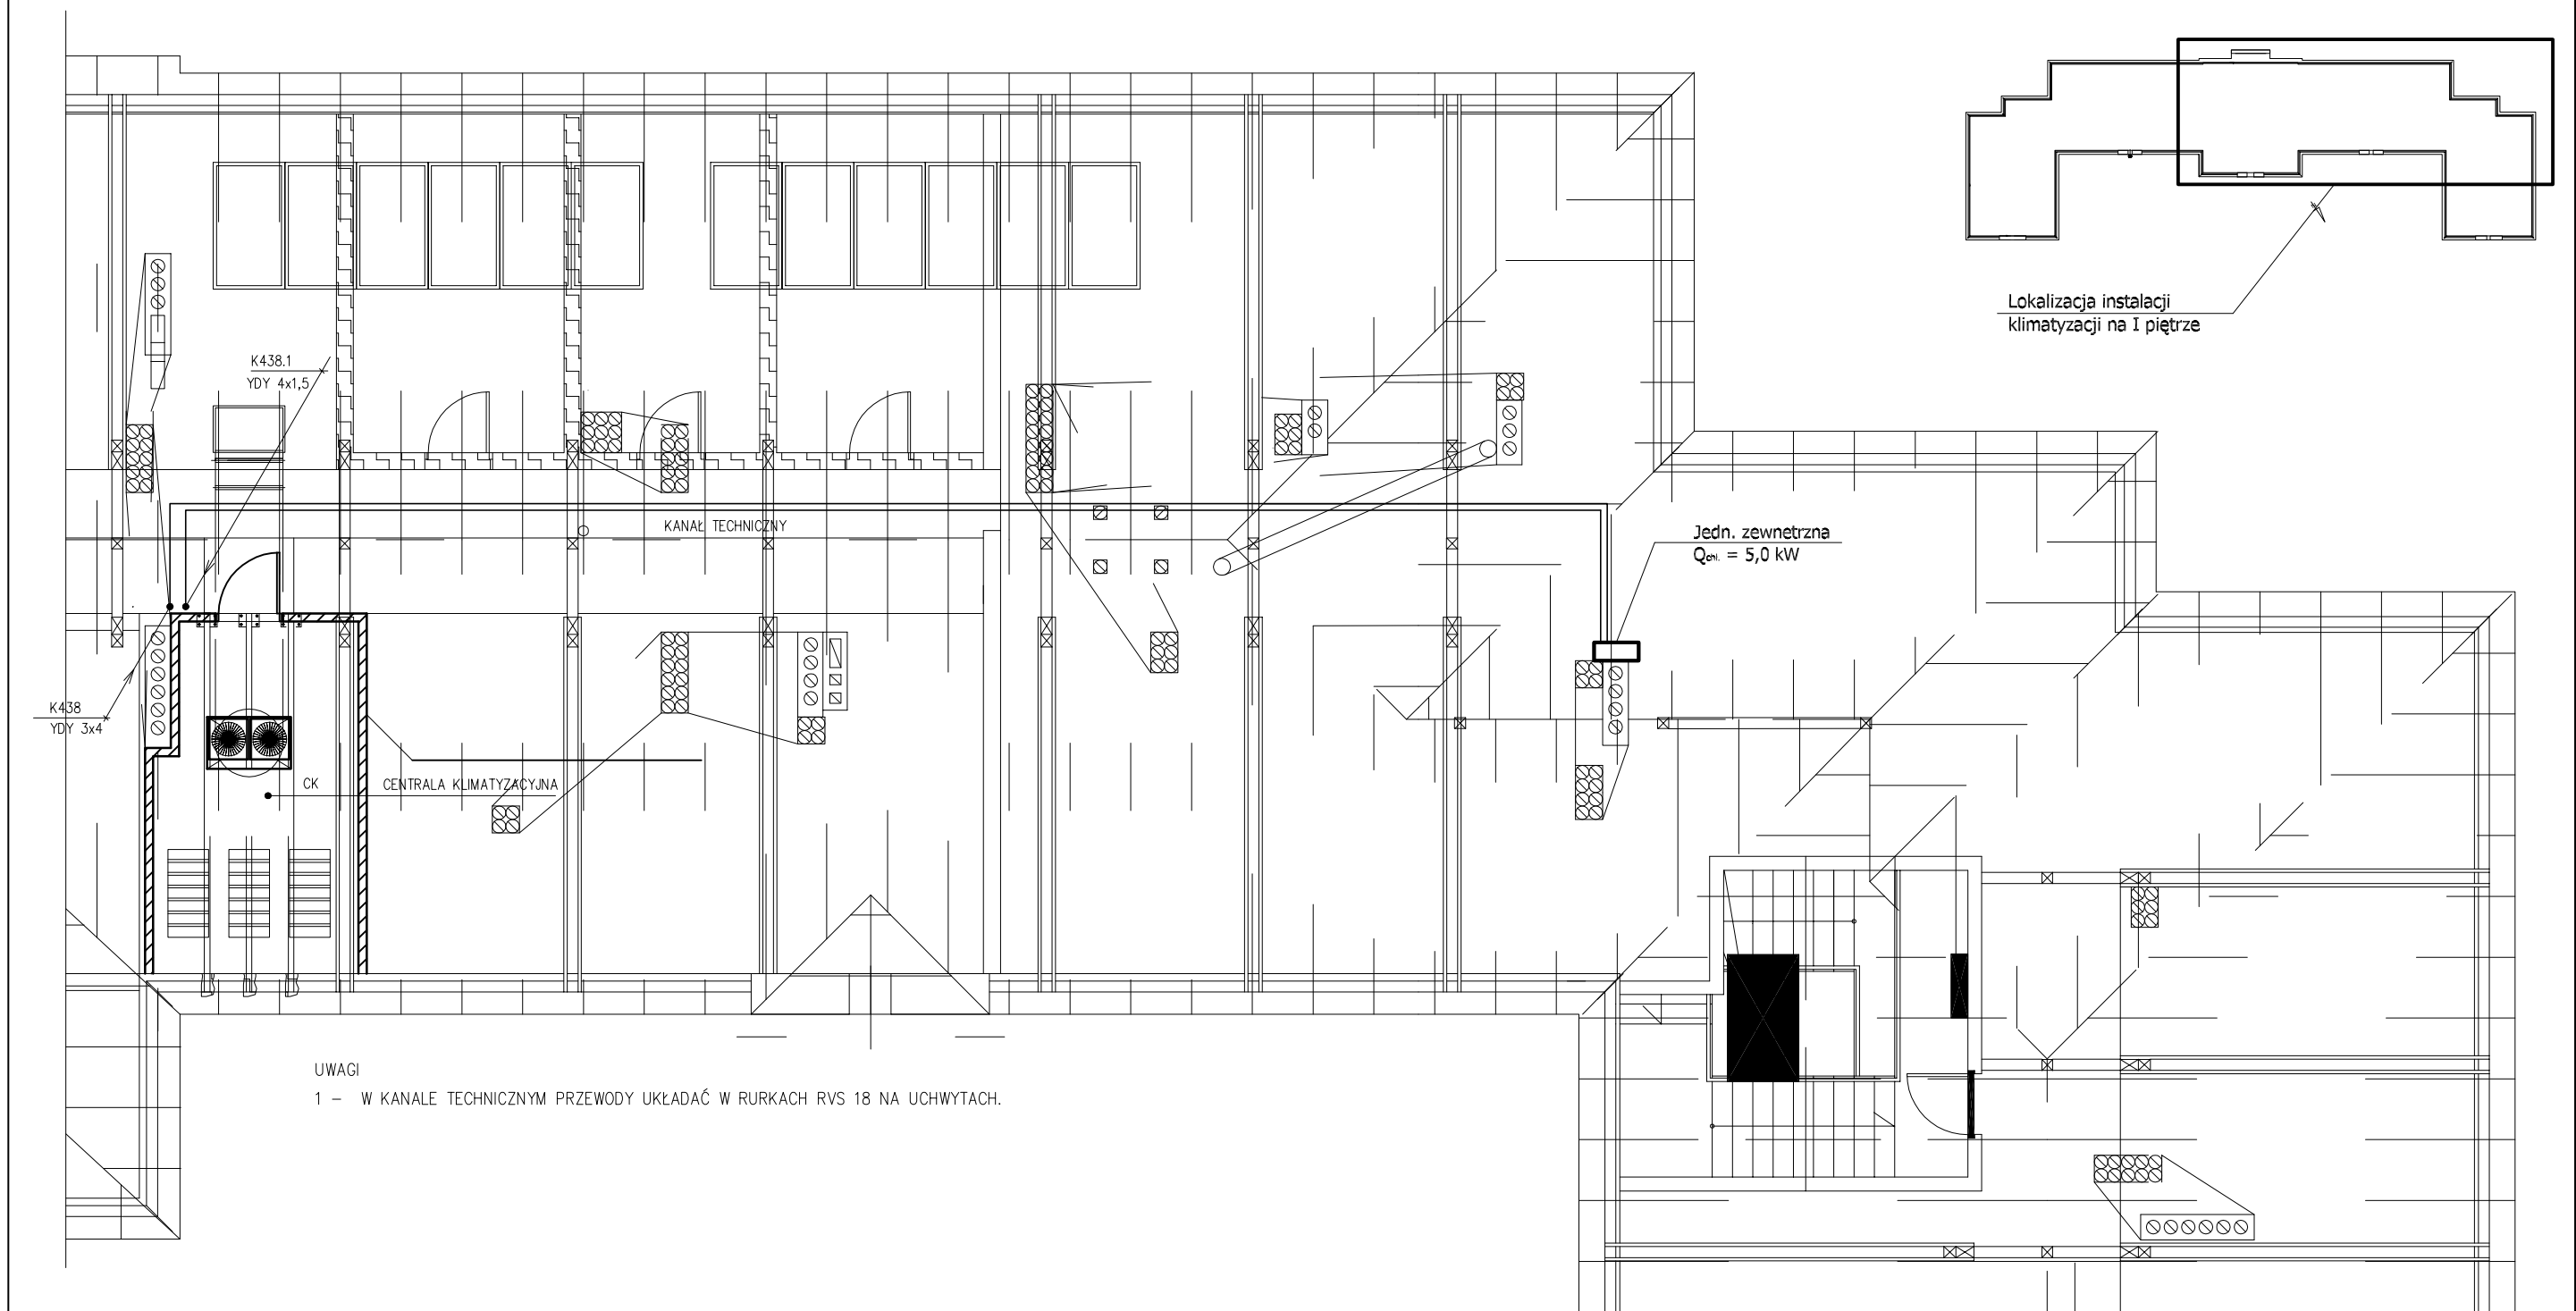 Lokalizacja instalacji
klimatyzacji na I piętrze
K438.1
YDY 4x1,5
KANAŁ TECHNICZNY
Jedn. zewnetrzna
Qchl. = 5,0 kW
K438
YDY 3x4
CK
CENTRALA KLIMATYZACYJNA
UWAGI
1 – W KANALE TECHNICZNYM PRZEWODY UKŁADAĆ W RURKACH RVS 18 NA UCHWYTACH.